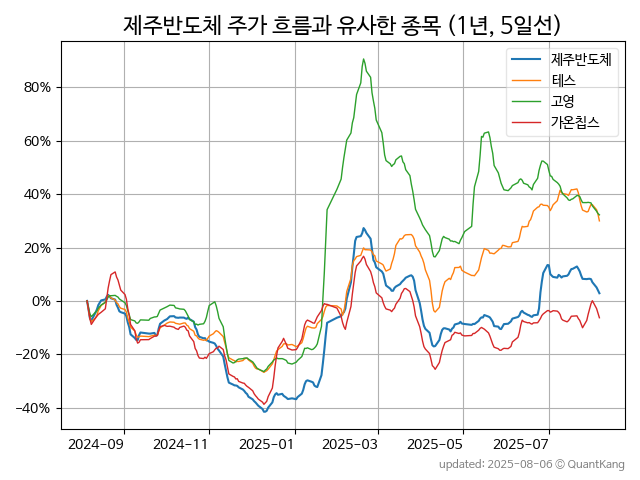 제주반도체 주가 흐름과 유사한 종목 (1년, 5일선)
제주반도체
테스
고영
가온칩스
80%
60%
40%
20%
0%
−20%
−40%
2024-09
2024-11
2025-01
2025-03
2025-05
2025-07
updated: 2025-08-06 © QuantKang